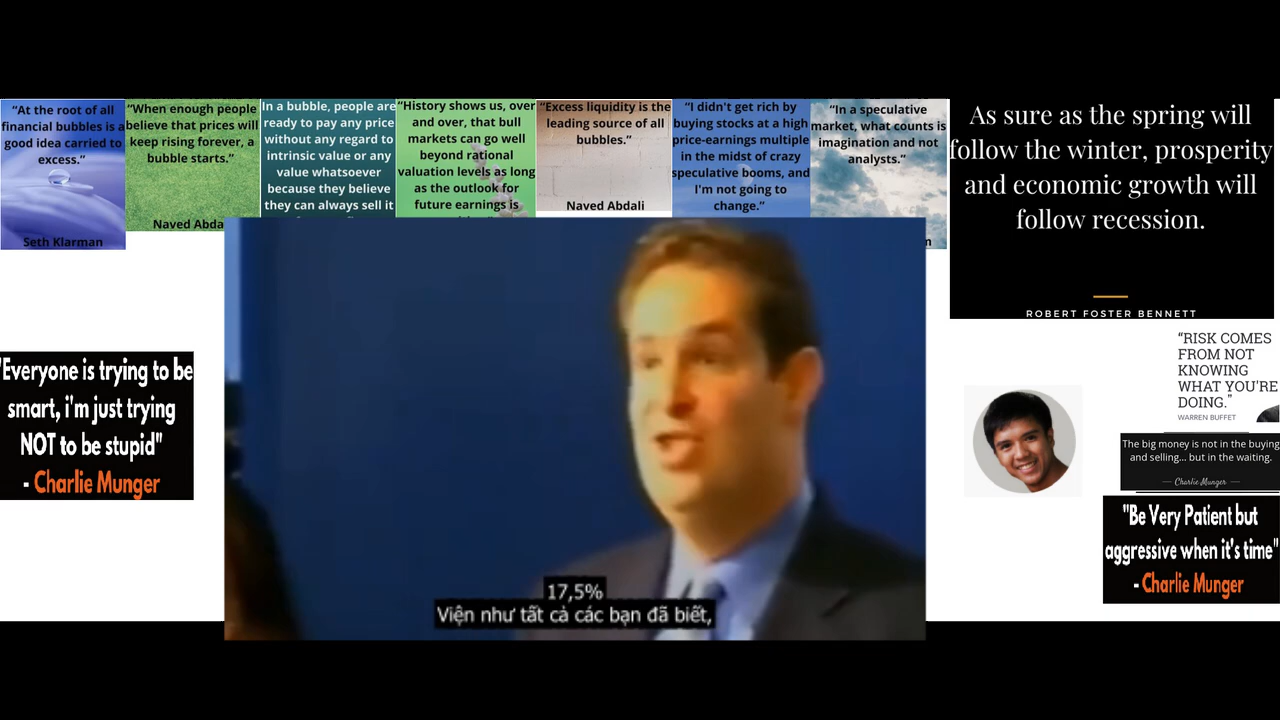 “At the root of all
financial bubbles is a
good idea carried to
excess.”
Seth Klarman
“When enough people
believe that prices will
keep rising forever, a
bubble starts.”
Naved Abda
In a bubble, people are
ready to pay any price
without any regard to
intrinsic value or any
value whatsoever
because they believe
they can always sell it
“History shows us, over
and over, that bull
markets can go well
beyond rational
valuation levels as long
as the outlook for
future earnings is
“Excess liquidity is the
leading source of all
bubbles.”
Naved Abdali
“I didn't get rich by
buying stocks at a high
price-earnings multiple
in the midst of crazy
speculative booms, and
I'm not going to
change.”
“In a speculative
market, what counts is
imagination and not
analysts.”
As sure as the spring will
follow the winter, prosperity
and economic growth will
follow recession.
ROBERT FOSTER BENNETT
"Everyone is trying to be
smart, i'm just trying
NOT to be stupid"
- Charlie Munger
“RISK COMES
FROM NOT
KNOWING
WHAT YOU'RE
DOING.”
WARREN BUFFET
The big money is not in the buying
and selling... but in the waiting.
— Charlie Munger —
"Be Very Patient but
aggressive when it's time"
- Charlie Munger
17,5%
Viện như tất cả các bạn đã biết,